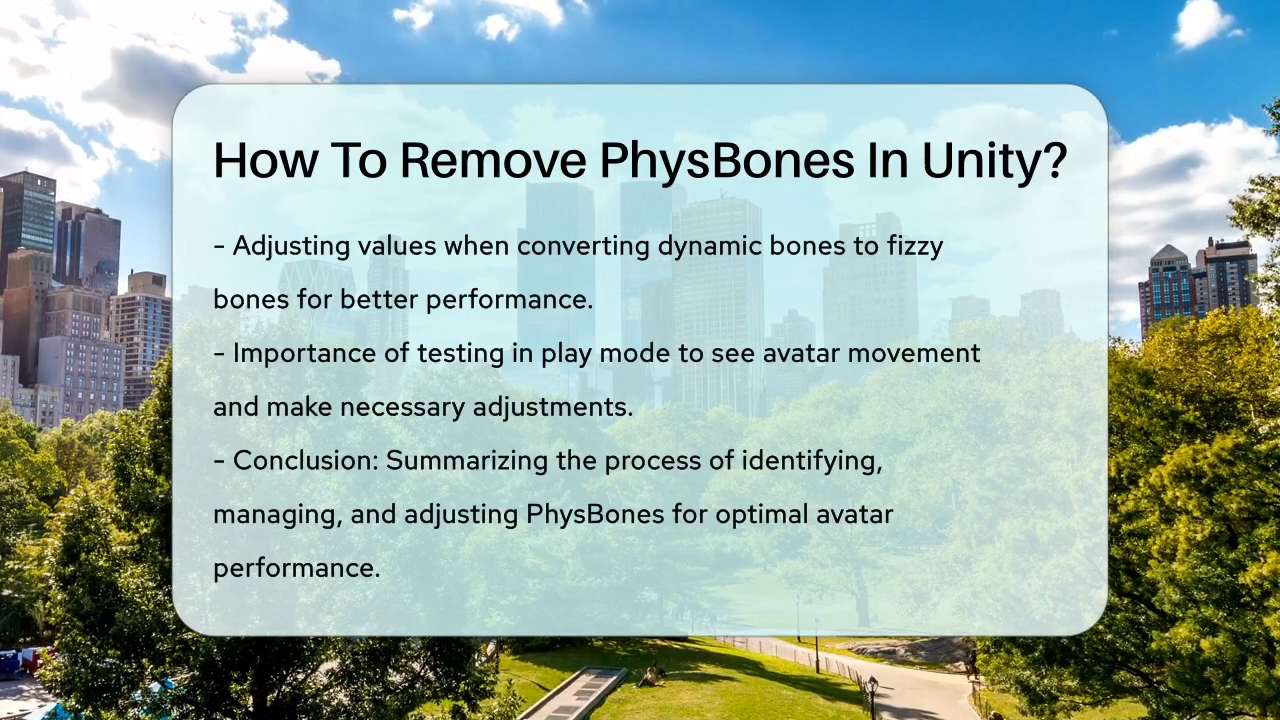 How To Remove PhysBones In Unity?
– Adjusting values when converting dynamic bones to fizzy
bones for better performance.
– Importance of testing in play mode to see avatar movement
and make necessary adjustments.
– Conclusion: Summarizing the process of identifying,
managing, and adjusting PhysBones for optimal avatar
performance.